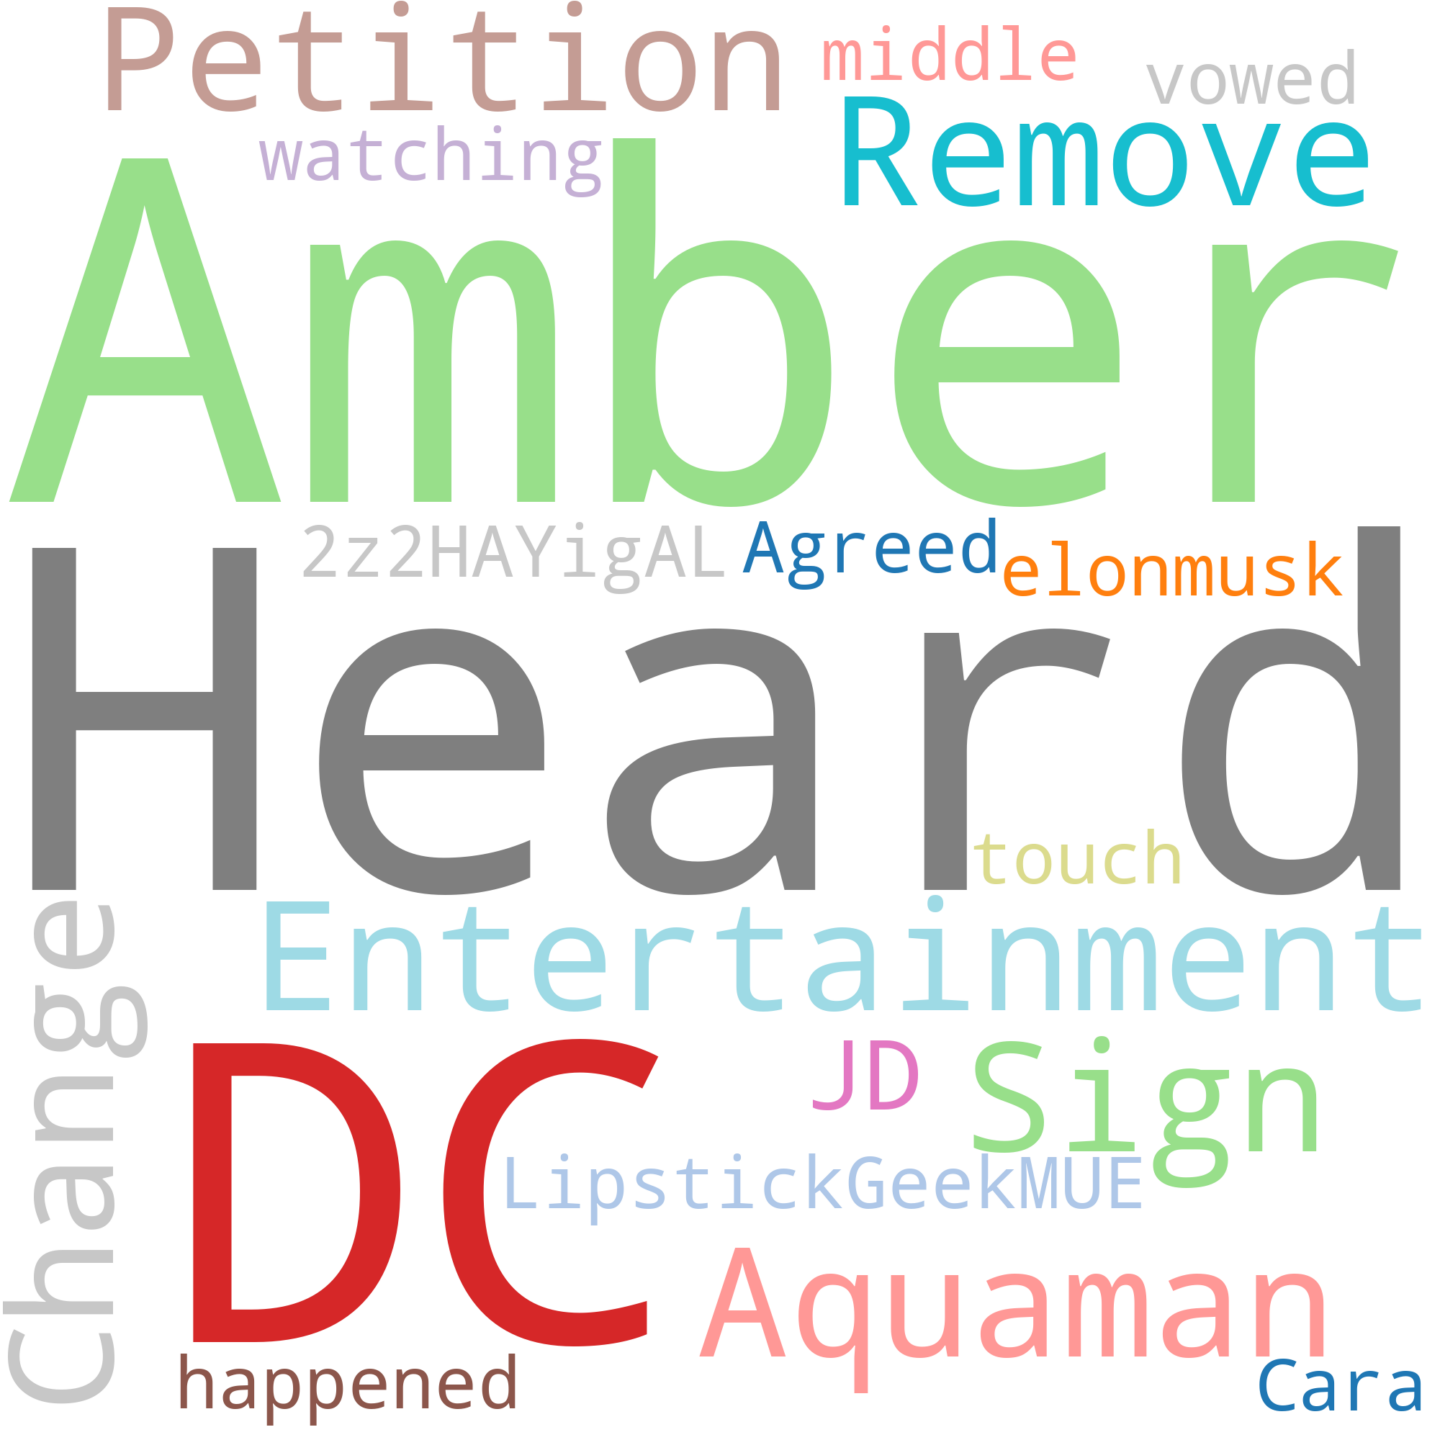 Petition
middle
vowed
watching
Remove
Amber
2z2HAYigAL
Agreed
elonmusk
Heard
touch
Change
Entertainment
DC
JD
Sign
LipstickGeekMUE
Aquaman
happened
Cara